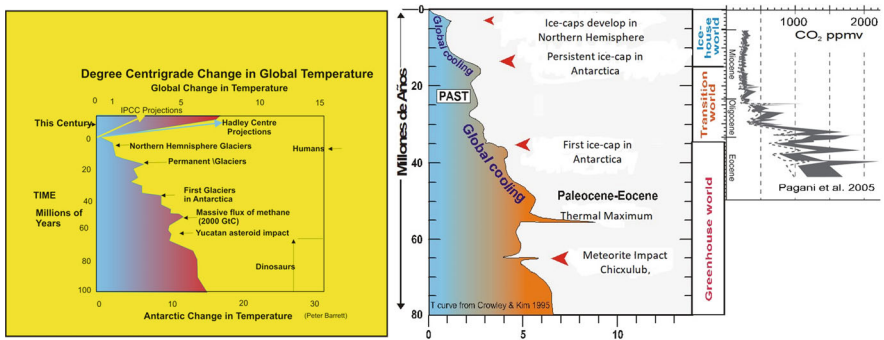 Degree Centigrade Change in Global Temperature
Global Change in Temperature
0 1 5 10 15
IPCC Projections
This Century
Hadley Centre
Projections
Humans
0
Northern Hemnisphere Glaciers
Permanent \Glaciers
20
First Glaciers
in Antarctica
TIME
40
Millions of
Years
Massive flux of methane
(2000 GtC)
60
Yucatan asteroid impact
Dinosaurs
80
100
0 10 20 30
Antarctic Change in Temperature
(Peter Barrett)
Millones de Años
0
20
40
60
80
Ice-caps develop in
Northern Hemisphere
Global cooling
Persistent ice-cap in
Antarctica
PAST
Global cooling
First ice-cap in
Antarctica
Paleocene-Eocene
Thermal Maximum
Meteorite Impact
Chicxulub,
T curve from Crowley & Kim 1995
0 5 10
Ice-
house
world
Transition
world
Greenhouse world
1000 2000
CO2 ppmv
Miocene
Oligocene
Eocene
Pagani et al. 2005